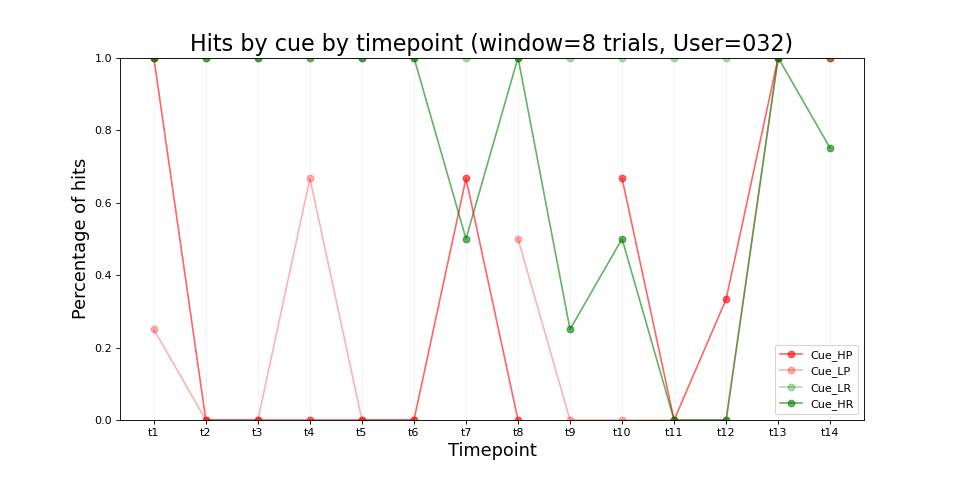 Hits by cue by timepoint (window=8 trials, User=032)
Percentage of hits
1.0
0.8
0.6
0.4
0.2
0.0
Cue_HP
Cue_LP
Cue_LR
Cue_HR
t1 t2 t3 t4 t5 t6 t7 t8 t9 t10 t11 t12 t13 t14
Timepoint